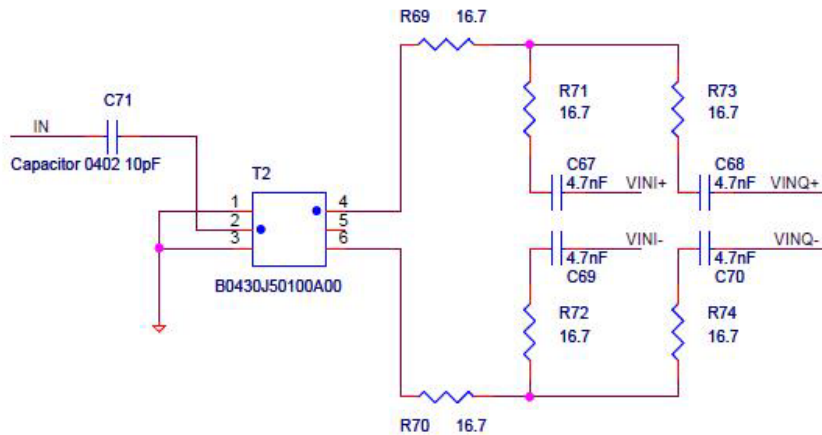 R69 16.7
C71
IN
Capacitor 0402 10pF
R71
16.7
R73
16.7
T2
C67
4.7nF
VINI+
C68
4.7nF
VINQ+
1
2
3
4
5
6
B0430J50100A00
VINI-
4.7nF
C69
VINQ-
4.7nF
C70
R72
16.7
R74
16.7
R70 16.7